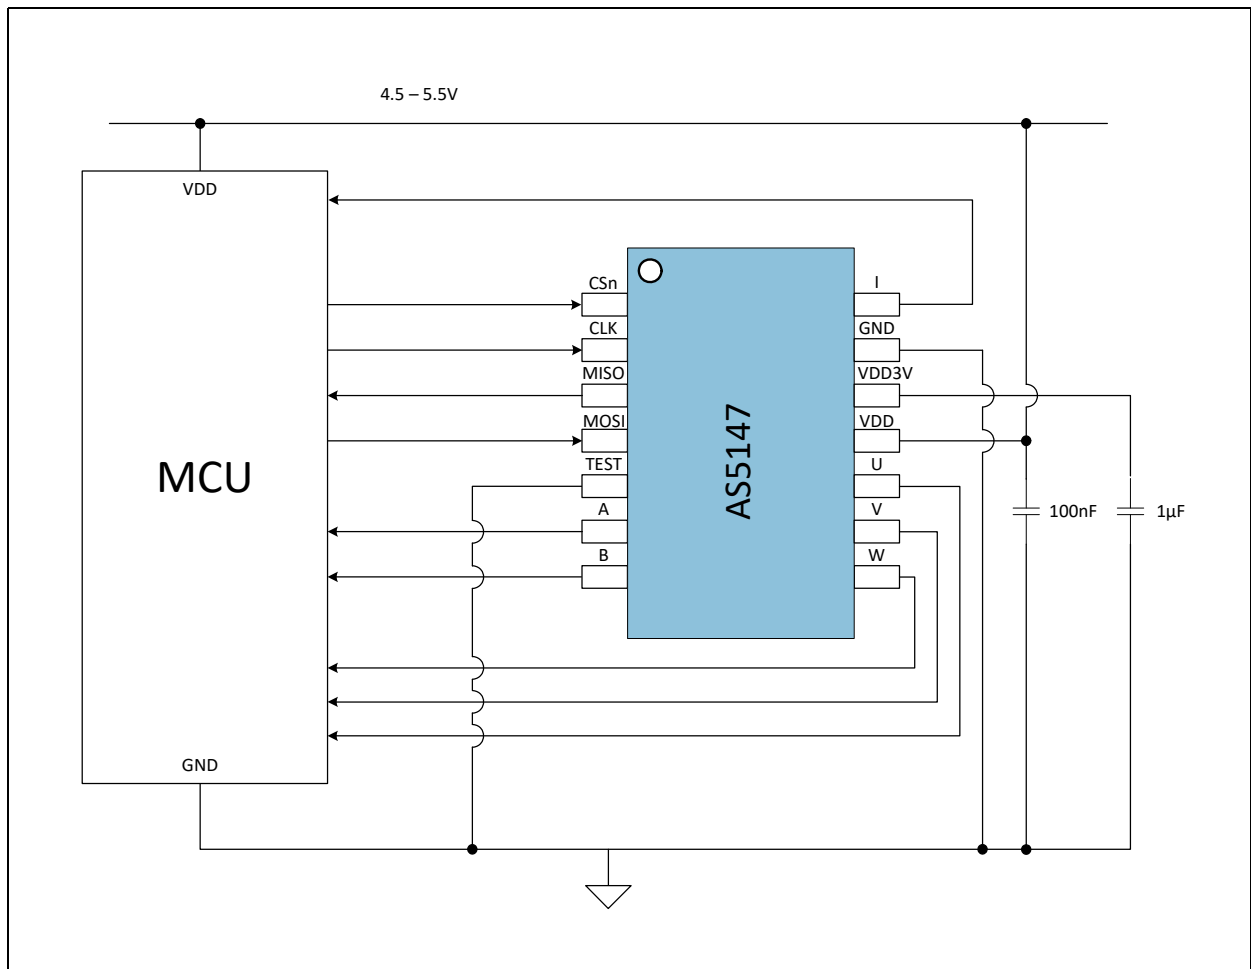 4.5 – 5.5V
VDD
MCU
GND
CSn
CLK
MISO
MOSI
TEST
A
B
AS5147
I
GND
VDD3V
VDD
U
V
W
100nF
1µF